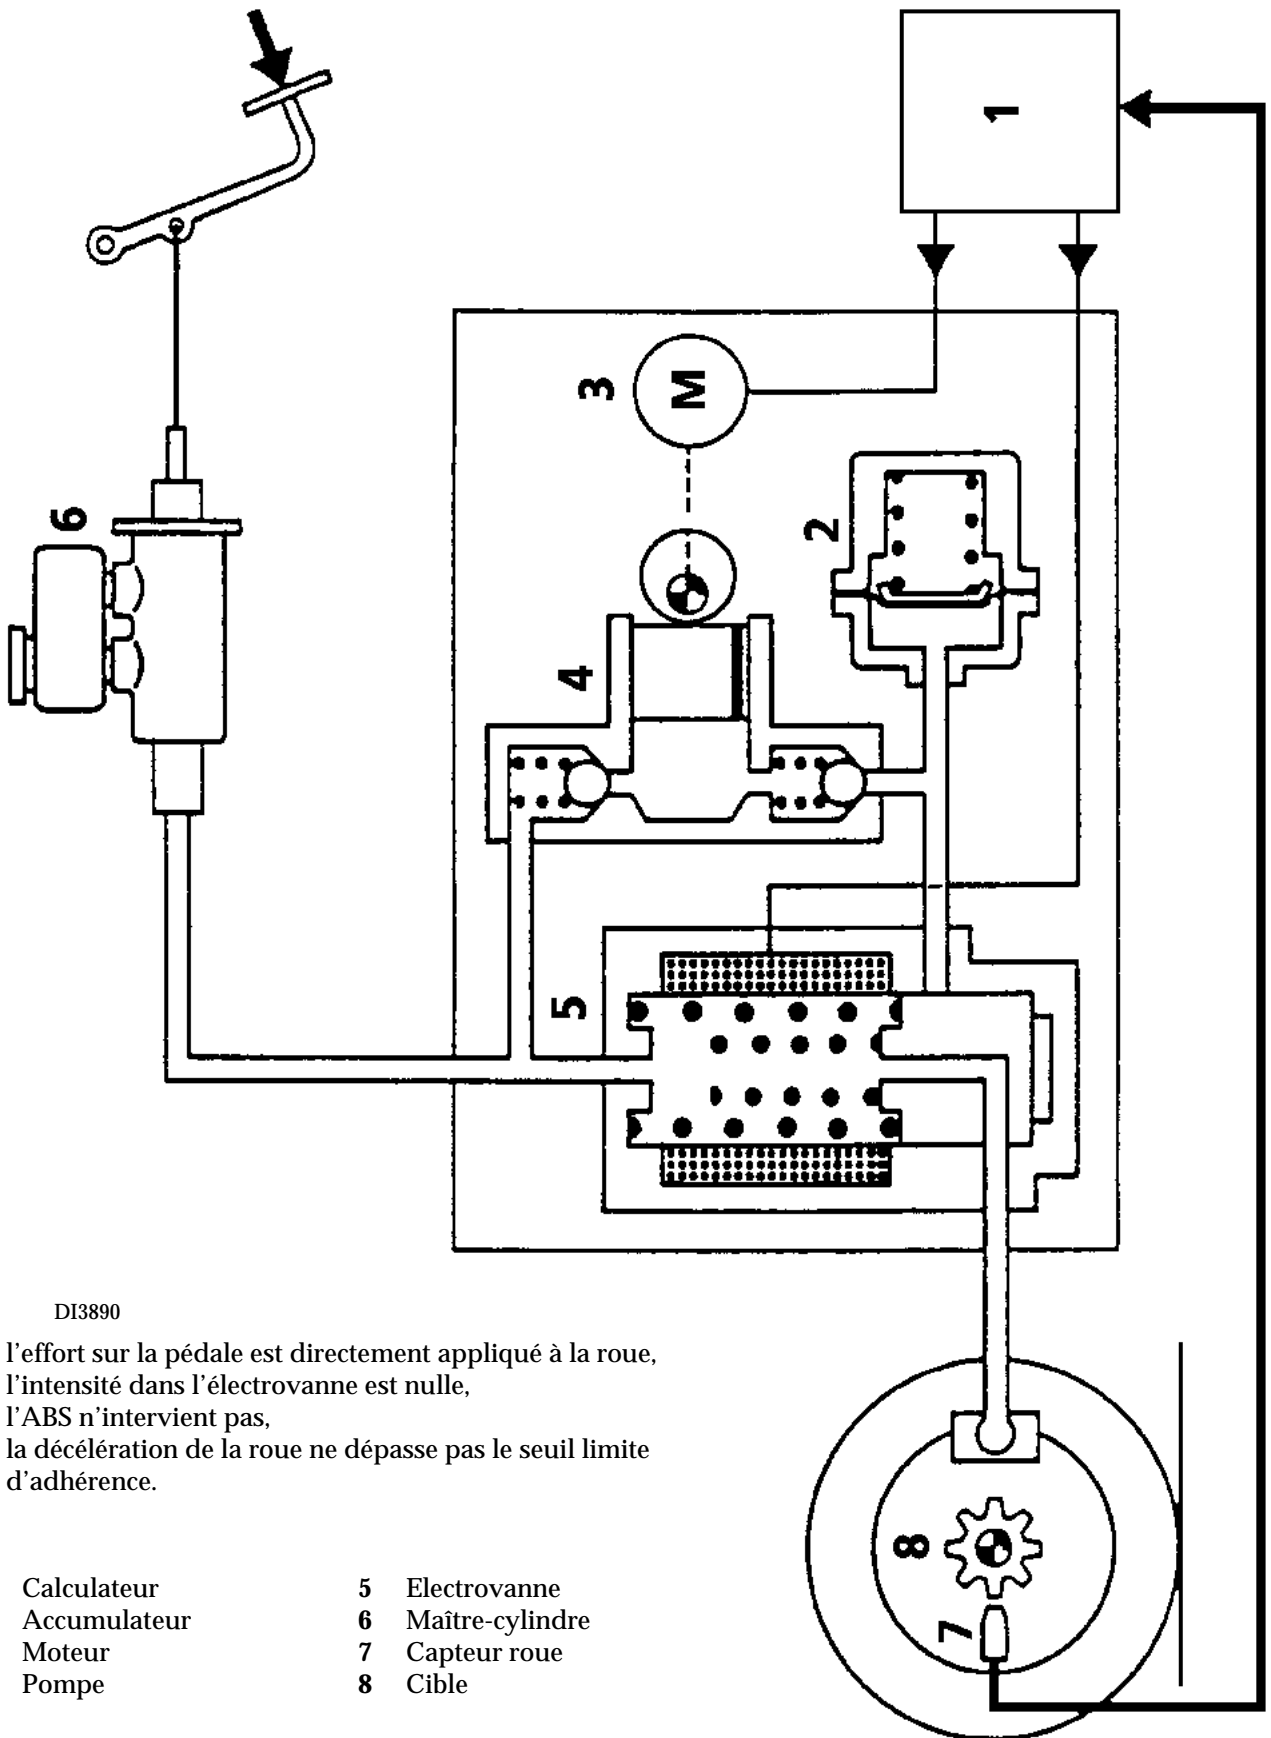 1
3
M
6
2
4
5
DI3890
l'effort sur la pédale est directement appliqué à la roue,
l'intensité dans l'électrovanne est nulle,
l'ABS n'intervient pas,
la décélération de la roue ne dépasse pas le seuil limite
d'adhérence.
8
7
Calculateur
Accumulateur
Moteur
Pompe
5 Electrovanne
6 Maître-cylindre
7 Capteur roue
8 Cible